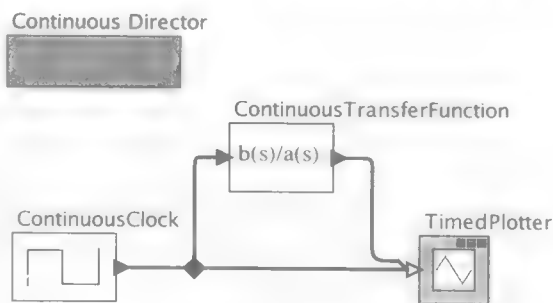 Continuous Director
ContinuousTransferFunction
b(s)/a(s)
ContinuousClock
TimedPlotter